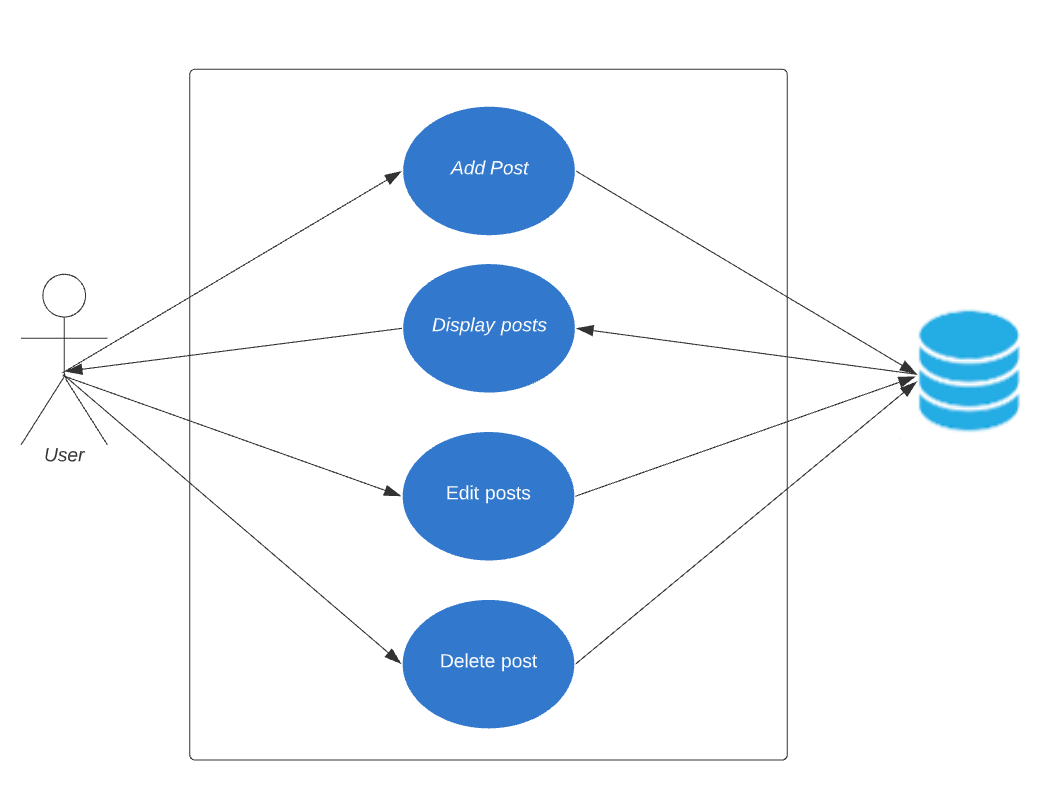 Add Post
Display posts
User
Edit posts
Delete post